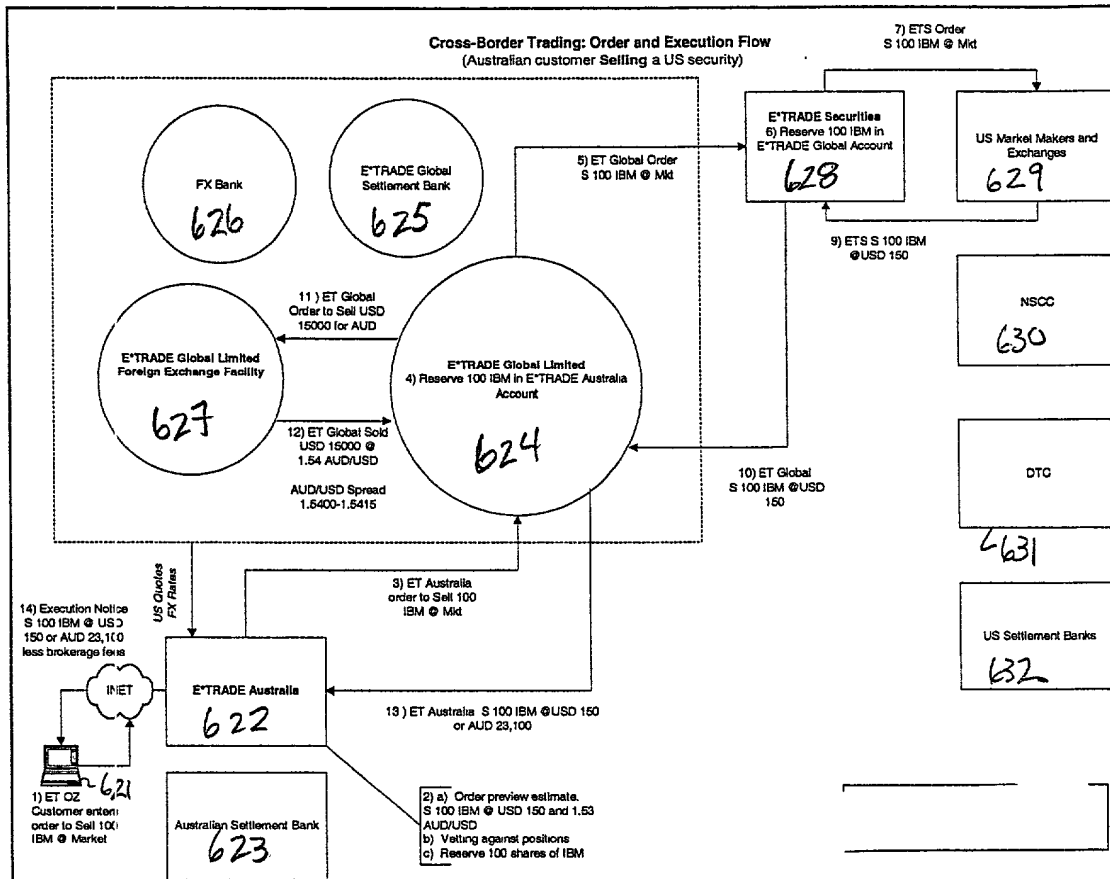 Cross-Border Trading: Order and Execution Flow
(Australian customer Selling a US security)
7) ETS Order
S 100 IBM @ Mkt
FX Bank
626
E*TRADE Global
Settlement Bank
625
5) ET Global Order
S 100 IBM @ Mkt
E*TRADE Securities
6) Reserve 100 IBM in
E*TRADE Global Account
628
US Market Makers and
Exchanges
629
9) ETS S 100 IBM
@USD 150
11 ) ET Global
Order to Sell USD
15000 for AUD
NSCC
630
E*TRADE Global Limited
Foreign Exchange Facility
627
E*TRADE Global Limited
4) Reserve 100 IBM in E*TRADE Australia
Account
624
12) ET Global Sold
USD 15000 @
1.54 AUD/USD
AUD/USD Spread
1.5400-1.5415
10) ET Global
S 100 IBM @USD
150
DTC
631
US Quotes
FX Rates
3) ET Australia
order to Sell 100
IBM @ Mkt
14) Execution Notice
S 100 IBM @ USD
150 or AUD 23,100
less brokerage fees
INET
E*TRADE Australia
622
US Settlement Banks
632
13 ) ET Australia S 100 IBM @USD 150
or AUD 23,100
621
1) ET OZ
Customer enters
order to Sell 100
IBM @ Market
Australian Settlement Bank
623
2) a) Order preview estimate.
S 100 IBM @ USD 150 and 1.53
AUD/USD
b) Vetting against positions
c) Reserve 100 shares of IBM